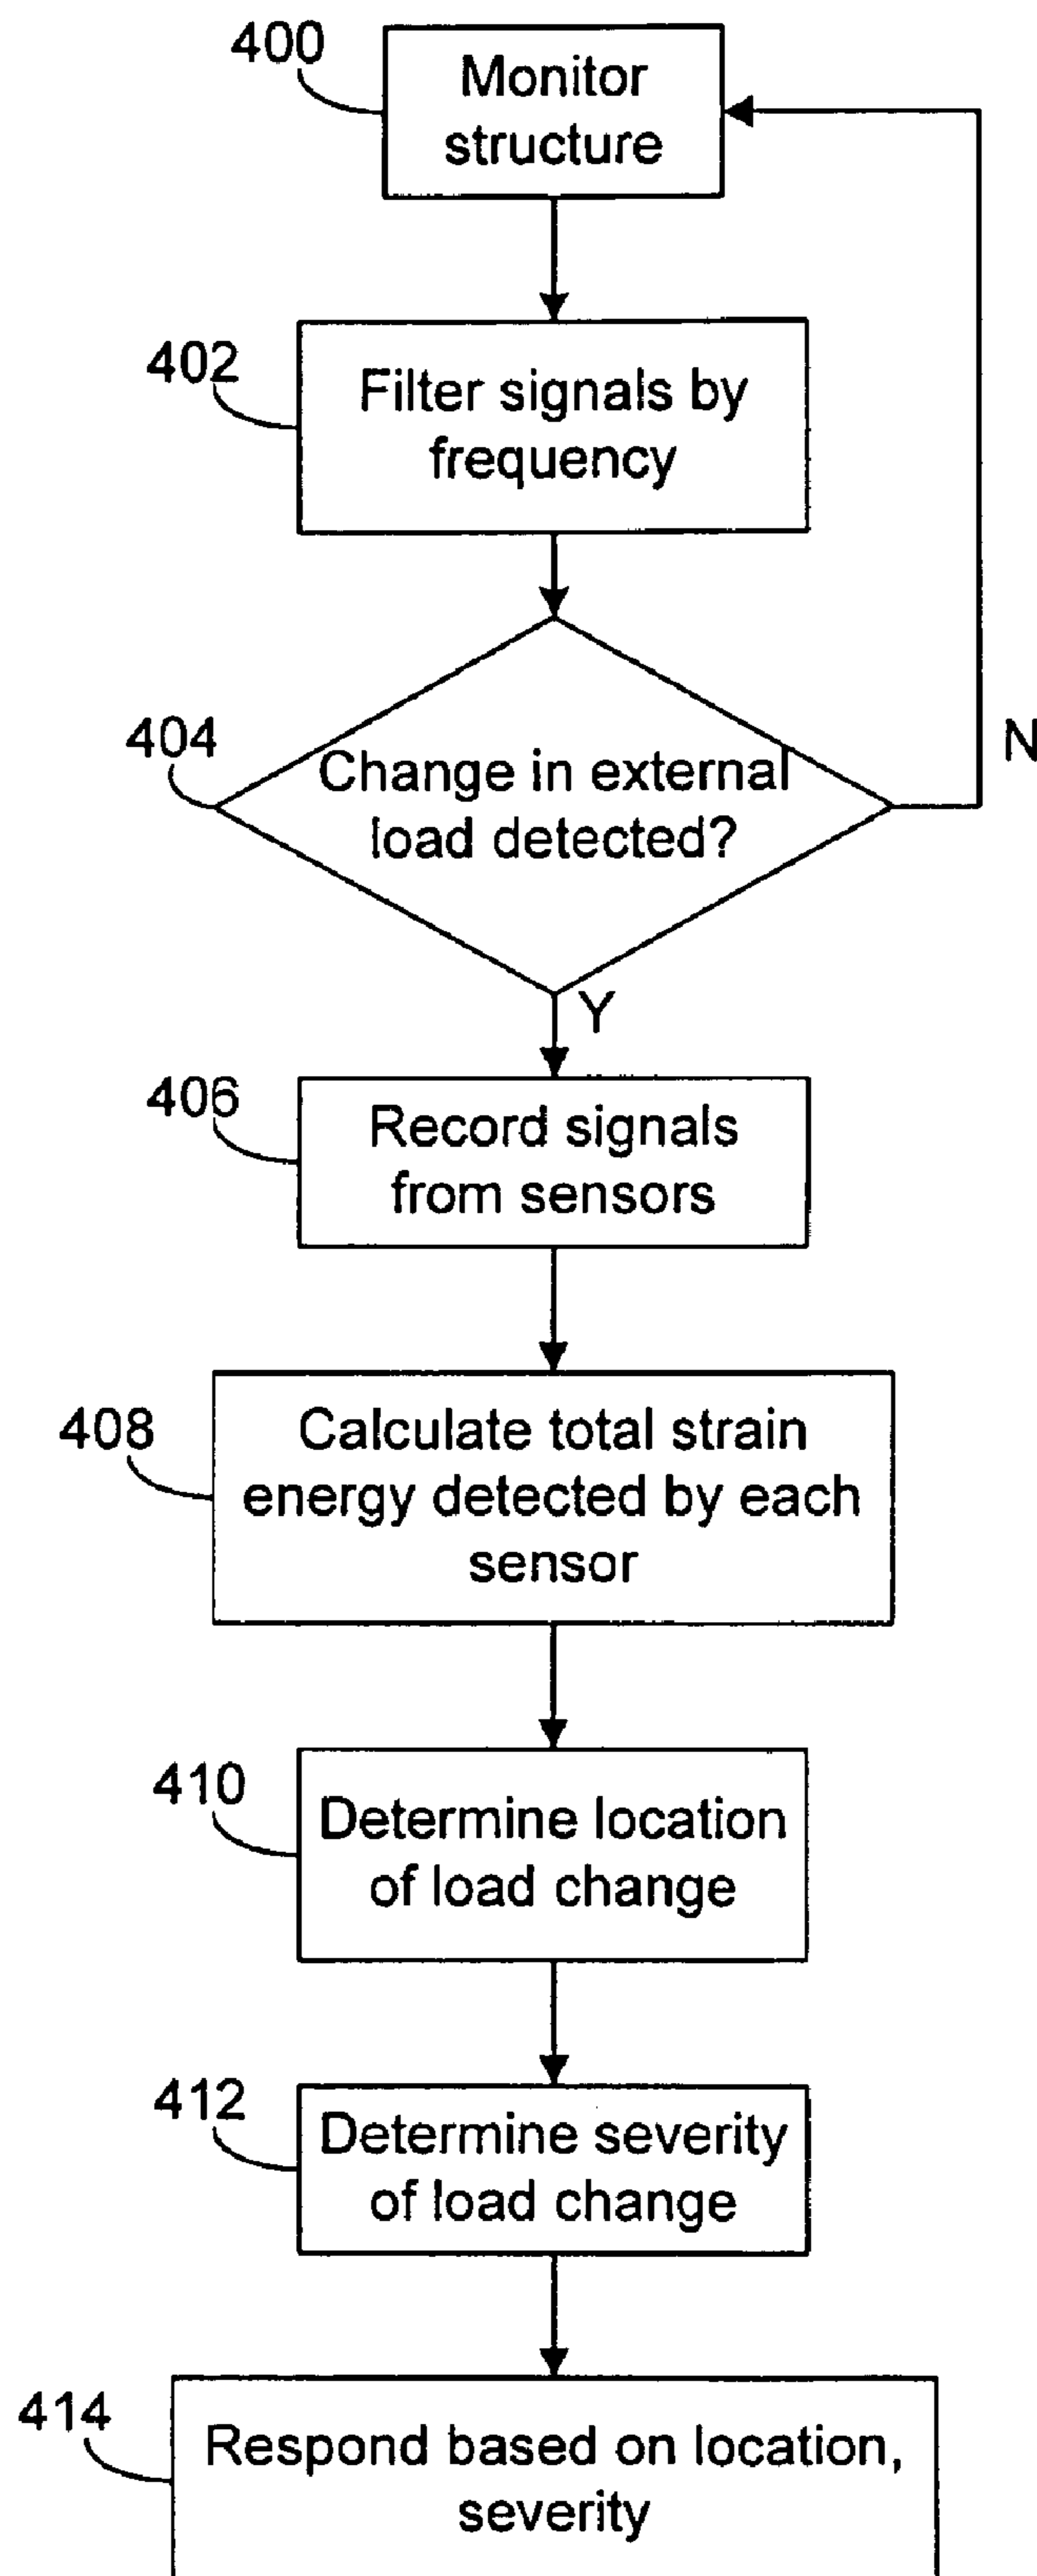 400
Monitor
structure
402
Filter signals by
frequency
404
Change in external
load detected?
N
Y
406
Record signals
from sensors
408
Calculate total strain
energy detected by each
sensor
410
Determine location
of load change
412
Determine severity
of load change
414
Respond based on location,
severity